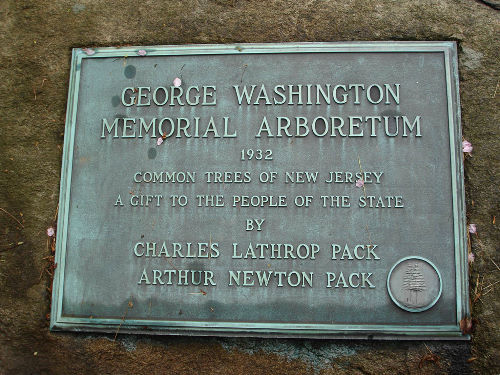 GEORGE WASHINGTON
MEMORIAL ARBORETUM
1932
COMMON TREES OF NEW JERSEY
A GIFT TO THE PEOPLE OF THE STATE
BY
CHARLES LATHROP PACK
ARTHUR NEWTON PACK